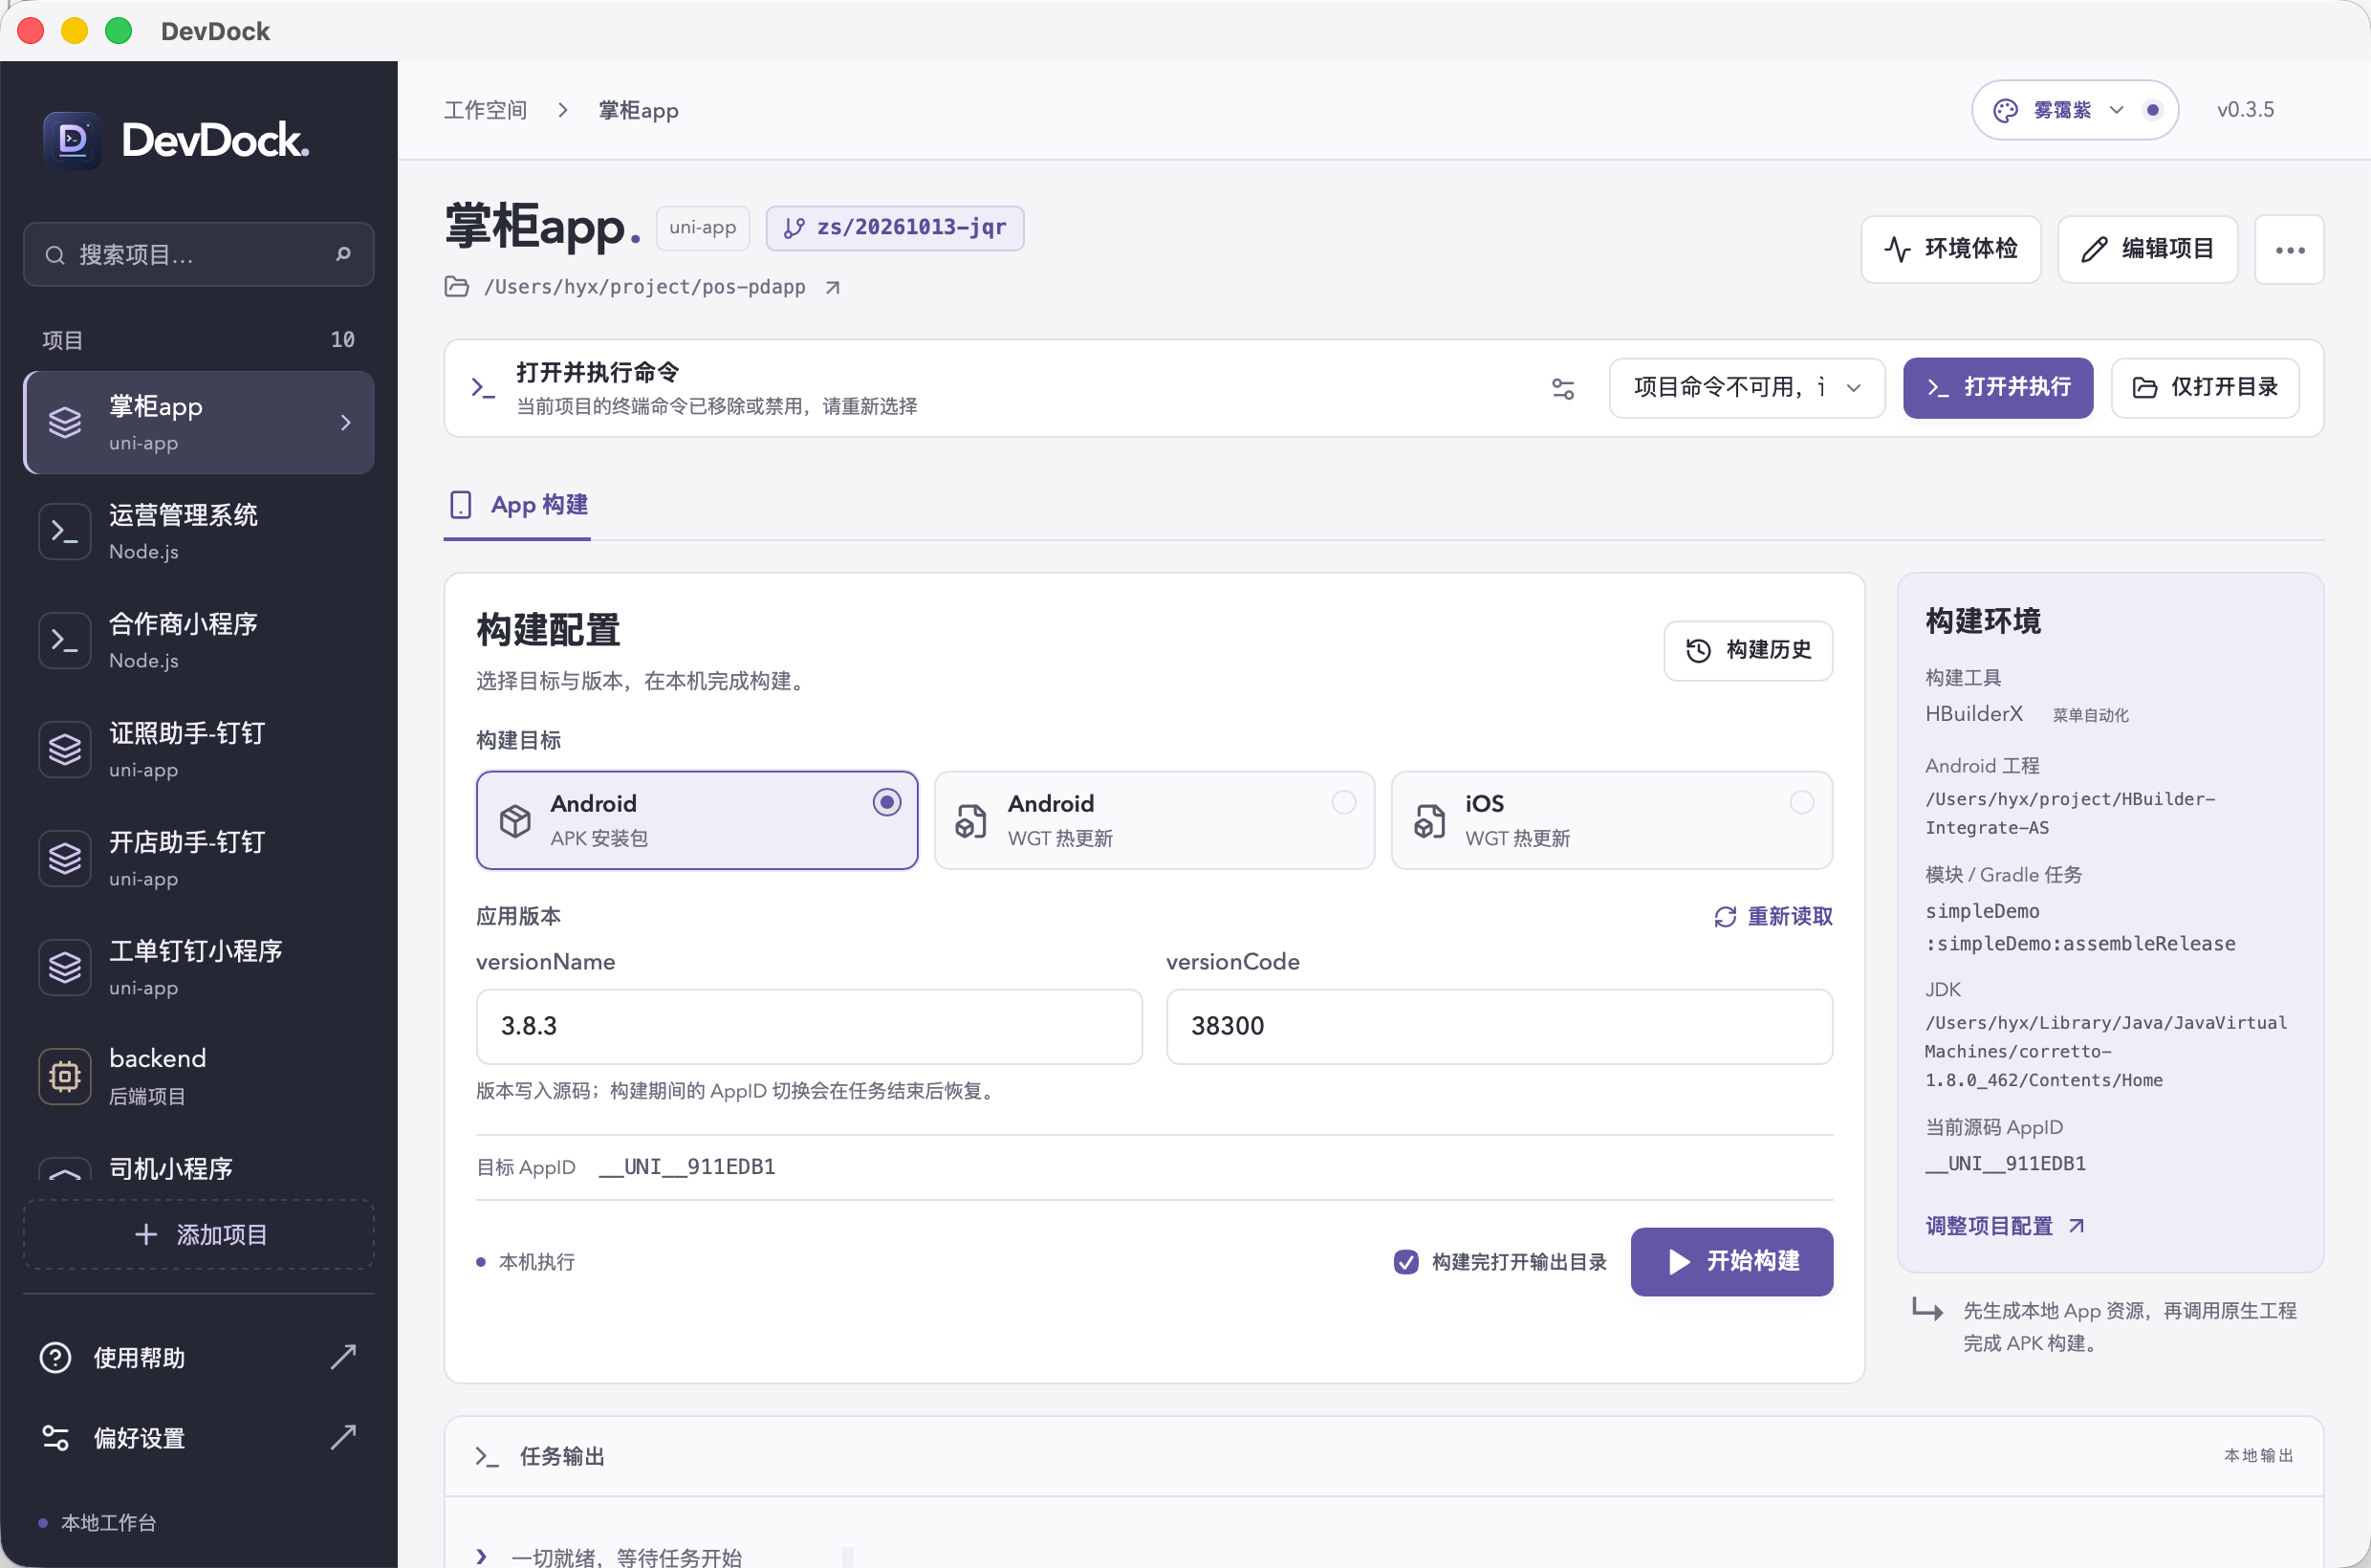 DevDock
DevDock.
搜索项目...
项目 10
掌柜app
uni-app
运营管理系统
Node.js
合作商小程序
Node.js
证照助手-钉钉
uni-app
开店助手-钉钉
uni-app
工单钉钉小程序
uni-app
backend
后端项目
司机小程序
添加项目
使用帮助
偏好设置
本地工作台
工作空间 > 掌柜app
雾霭紫
v0.3.5
掌柜app. uni-app zs/20261013-jqr
/Users/hyx/project/pos-pdapp
环境体检
编辑项目
打开并执行命令
当前项目的终端命令已移除或禁用，请重新选择
项目命令不可用，
打开并执行
仅打开目录
App 构建
构建配置
选择目标与版本，在本机完成构建。
构建历史
构建目标
Android
APK 安装包
Android
WGT 热更新
iOS
WGT 热更新
应用版本
重新读取
versionName
3.8.3
versionCode
38300
版本写入源码；构建期间的 AppID 切换会在任务结束后恢复。
目标 AppID __UNI__911EDB1
本机执行
构建完打开输出目录
开始构建
构建环境
构建工具
HBuilderX 菜单自动化
Android 工程
/Users/hyx/project/HBuilder-
Integrate-AS
模块 / Gradle 任务
simpleDemo
:simpleDemo:assembleRelease
JDK
/Users/hyx/Library/Java/JavaVirtual
Machines/corretto-
1.8.0_462/Contents/Home
当前源码 AppID
__UNI__911EDB1
调整项目配置
先生成本地 App 资源，再调用原生工程
完成 APK 构建。
任务输出
本地输出
一切就绪，等待任务开始